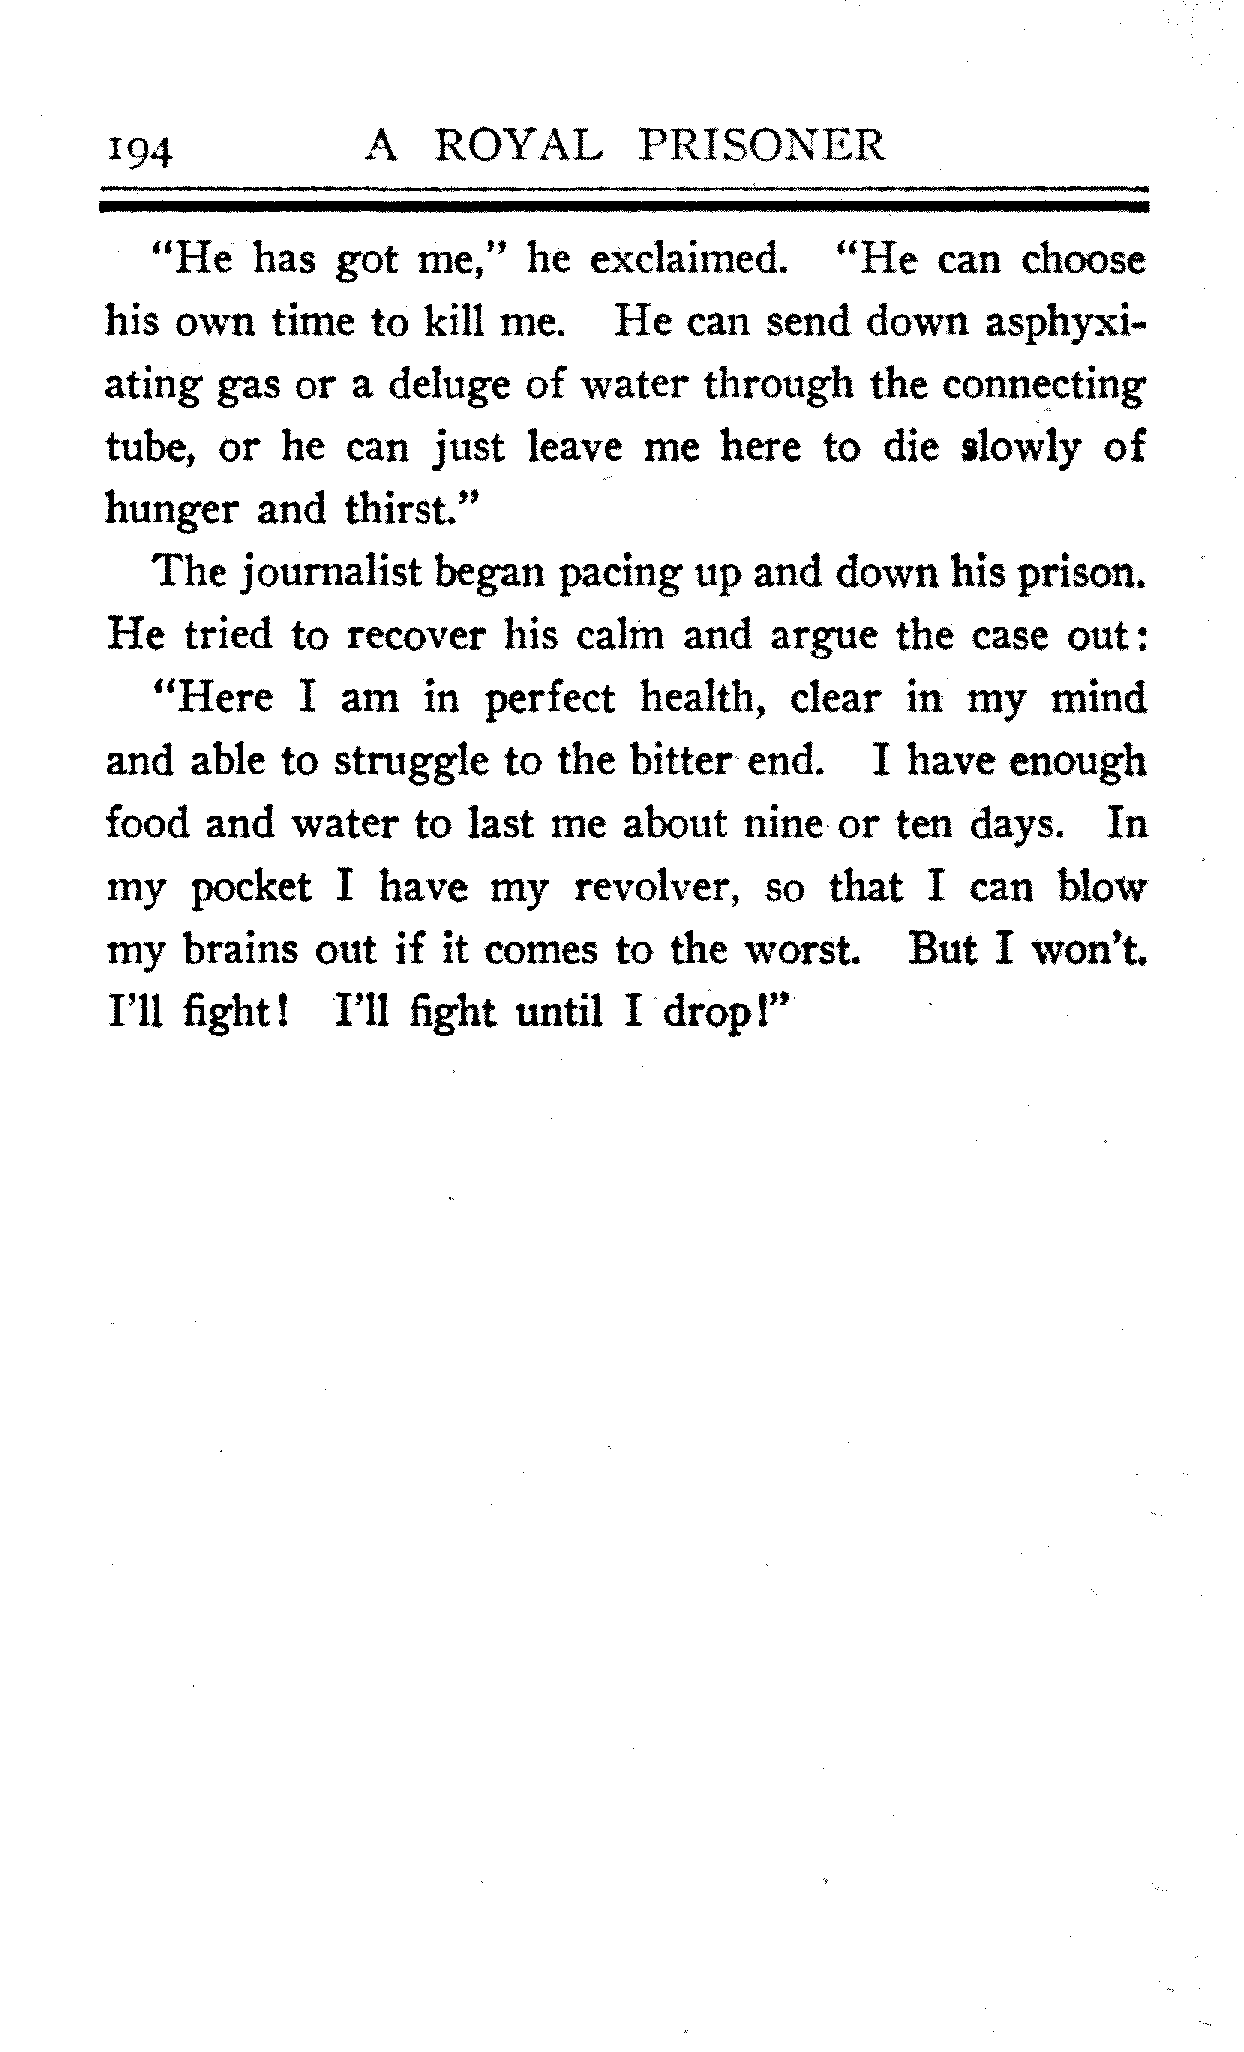 194 A ROYAL PRISONER
“He has got me,” he exclaimed. “He can choose
his own time to kill me. He can send down asphyxi-
ating gas or a deluge of water through the connecting
tube, or he can just leave me here to die slowly of
hunger and thirst.”
The journalist began pacing up and down his prison.
He tried to recover his calm and argue the case out:
“Here I am in perfect health, clear in my mind
and able to struggle to the bitter end. I have enough
food and water to last me about nine or ten days. In
my pocket I have my revolver, so that I can blow
my brains out if it comes to the worst. But I won't.
I'll fight! I'll fight until I drop!”